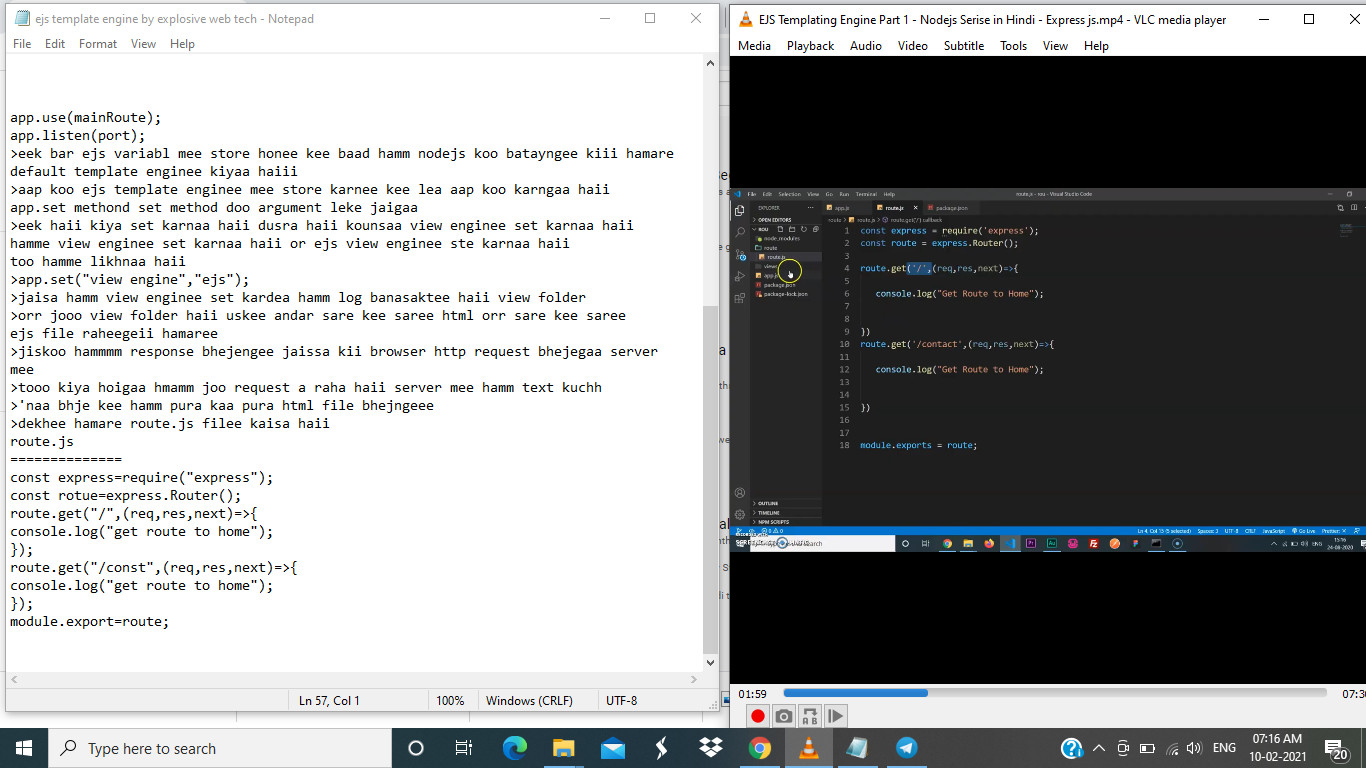 ejs template engine by explosive web tech - Notepad
File Edit Format View Help
app.use(mainRoute);
app.listen(port);
>eek bar ejs variabl mee store honee kee baad hamm nodejs koo batayngee kiii hamare
default template enginee kiyaa haiii
>aap koo ejs template enginee mee store karnee kee lea aap koo karngaa haii
app.set methond set method doo argument leke jaigaa
>eek haii kiya set karnaa haii dusra haii kounsaa view enginee set karnaa haii
hamme view enginee set karnaa haii or ejs view enginee ste karnaa haii
too hamme likhnaa haii
>app.set("view engine","ejs");
>jaisa hamm view enginee set kardea hamm log banasaktee haii view folder
>orr jooo view folder haii uskee andar sare kee saree html orr sare kee saree
ejs file raheegeii hamaree
>jiskoo hammmm response bhejengee jaissa kii browser http request bhejegaa server
mee
>tooo kiya hoigaa hmamm joo request a raha haii server mee hamm text kuchh
>'naa bhje kee hamm pura kaa pura html file bhejngeee
>dekhee hamare route.js filee kaisa haii
route.js
==============
const express=require("express");
const rotue=express.Router();
route.get("/",(req,res,next)=>{
console.log("get route to home");
});
route.get("/const",(req,res,next)=>{
console.log("get route to home");
});
module.export=route;
Ln 57, Col 1 100% Windows (CRLF) UTF-8
EJS Templating Engine Part 1 - Nodejs Serise in Hindi - Express js.mp4 - VLC media player
Media Playback Audio Video Subtitle Tools View Help
File Edit Selection View Go Run Terminal Help route.js - rou - Visual Studio Code
EXPLORER
OPEN EDITORS
ROU
node_modules
route
route.js
app.js
package.json
package-lock.json
OUTLINE
TIMELINE
NPM SCRIPTS
app.js route.js package.json
route > route.js > route.get('/') callback
1 const express = require('express');
2 const route = express.Router();
3
4 route.get('/',(req,res,next)=>{
5
6 console.log("Get Route to Home");
7
8
9 })
10 route.get('/contact',(req,res,next)=>{
11
12 console.log("Get Route to Home");
13
14
15 })
16
17
18 module.exports = route;
Ln 4, Col 15 (5 selected) Spaces: 3 UTF-8 CRLF JavaScript Go Live Prettier
15:16
24-08-2020
01:59
Type here to search
ENG
07:16 AM
10-02-2021
20